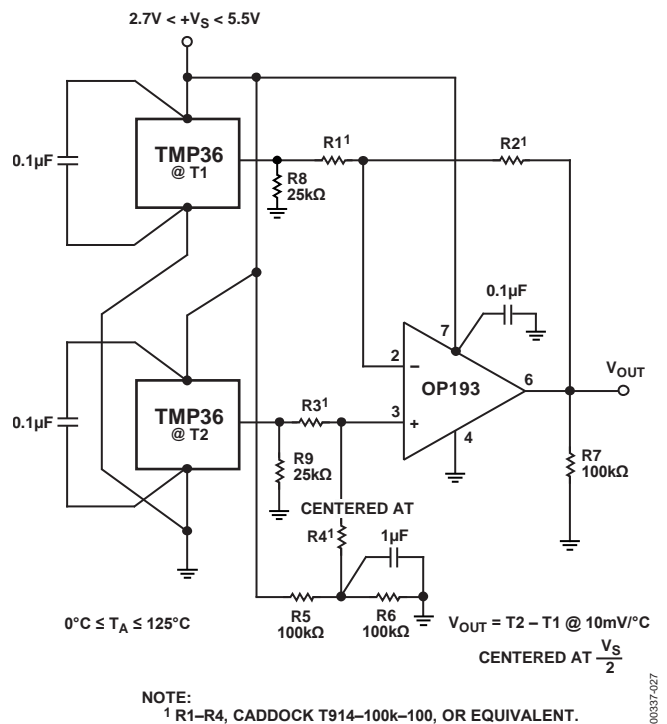 2.7V < +VS < 5.5V
0.1µF
TMP36
@ T1
R1¹
R2¹
R8
25kΩ
0.1µF
7
2
−
OP193
6
VOUT
3
+
4
0.1µF
TMP36
@ T2
R3¹
R9
25kΩ
R7
100kΩ
CENTERED AT
R4¹
1µF
R5
100kΩ
R6
100kΩ
0°C ≤ TA ≤ 125°C
VOUT = T2 – T1 @ 10mV/°C
CENTERED AT VS
2
NOTE:
¹ R1–R4, CADDOCK T914–100k–100, OR EQUIVALENT.
00337-027